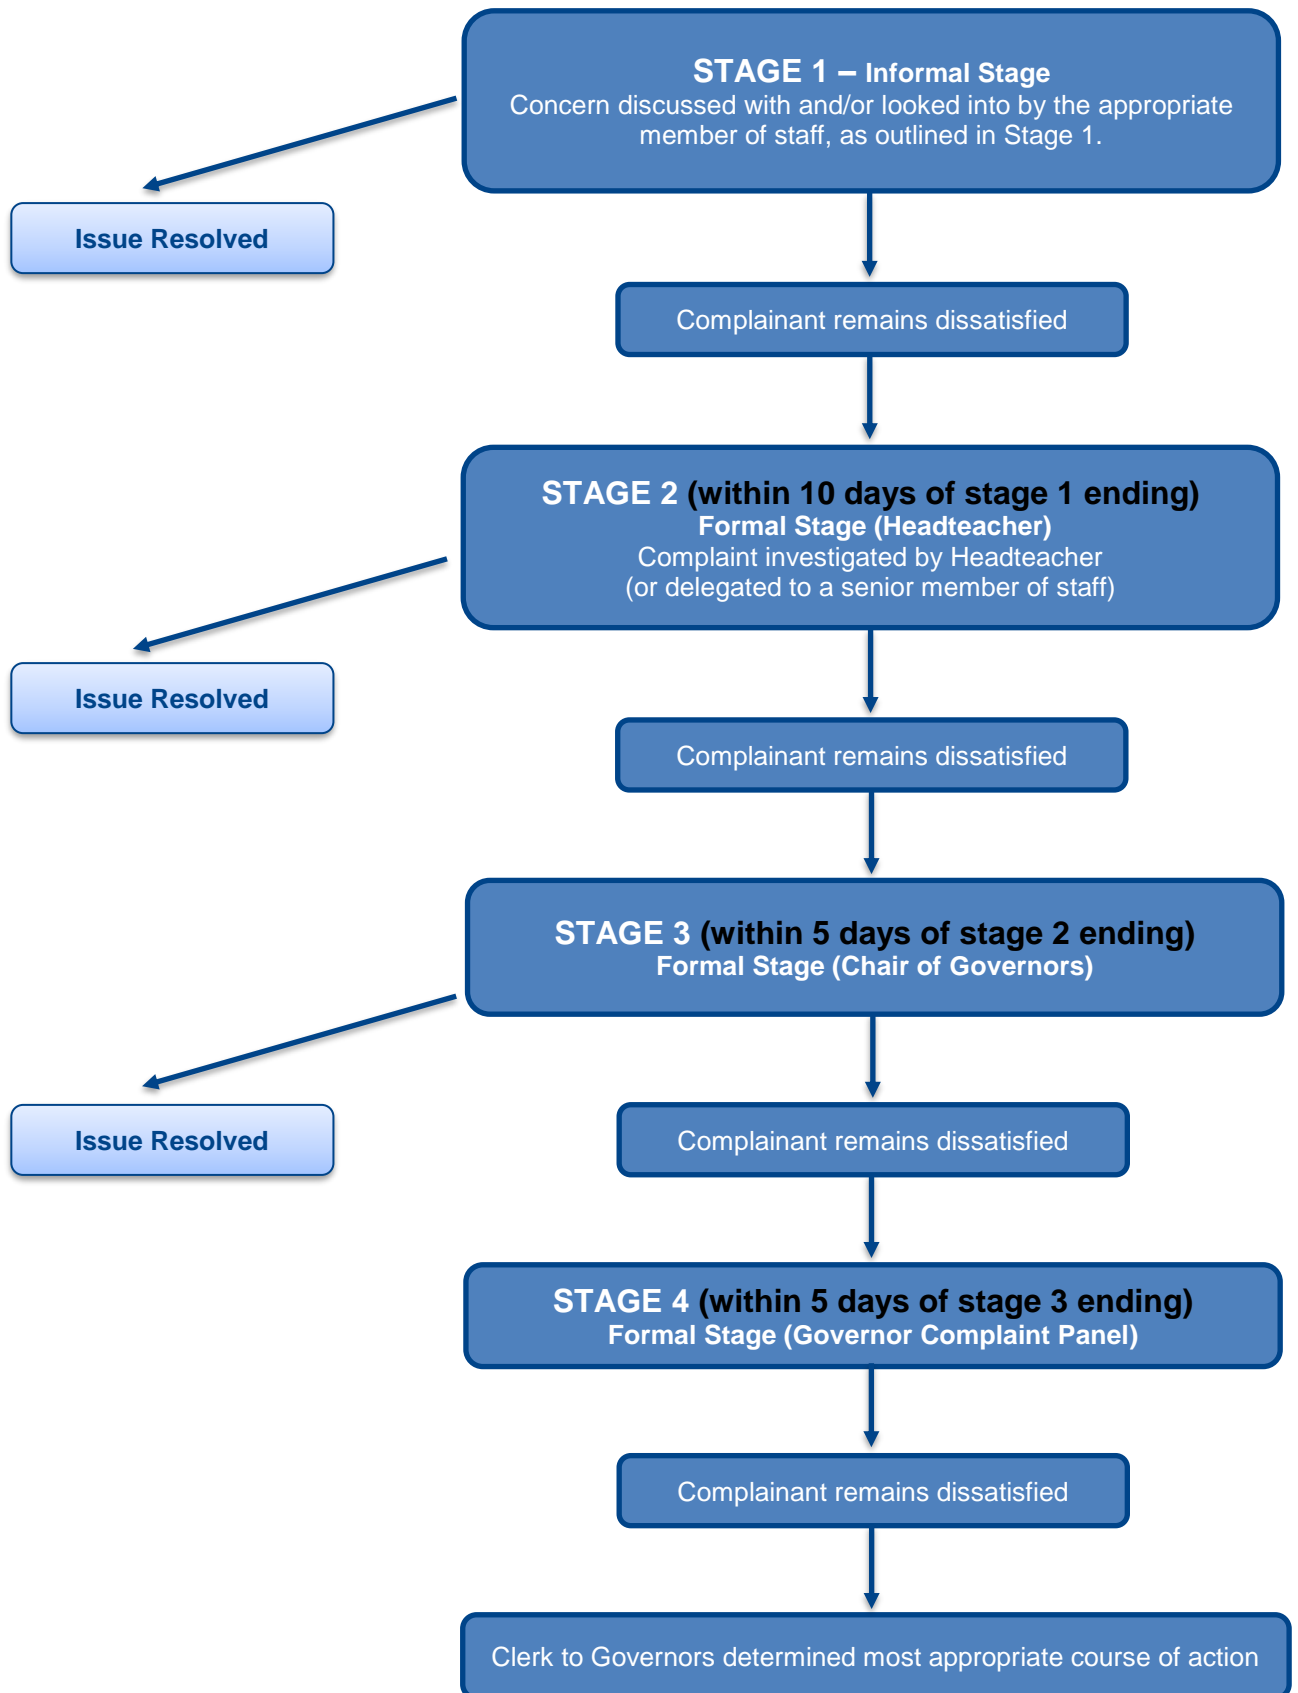 STAGE 1 – Informal Stage
Concern discussed with and/or looked into by the appropriate
member of staff, as outlined in Stage 1.
Issue Resolved
Complainant remains dissatisfied
STAGE 2 (within 10 days of stage 1 ending)
Formal Stage (Headteacher)
Complaint investigated by Headteacher
(or delegated to a senior member of staff)
Issue Resolved
Complainant remains dissatisfied
STAGE 3 (within 5 days of stage 2 ending)
Formal Stage (Chair of Governors)
Issue Resolved
Complainant remains dissatisfied
STAGE 4 (within 5 days of stage 3 ending)
Formal Stage (Governor Complaint Panel)
Complainant remains dissatisfied
Clerk to Governors determined most appropriate course of action